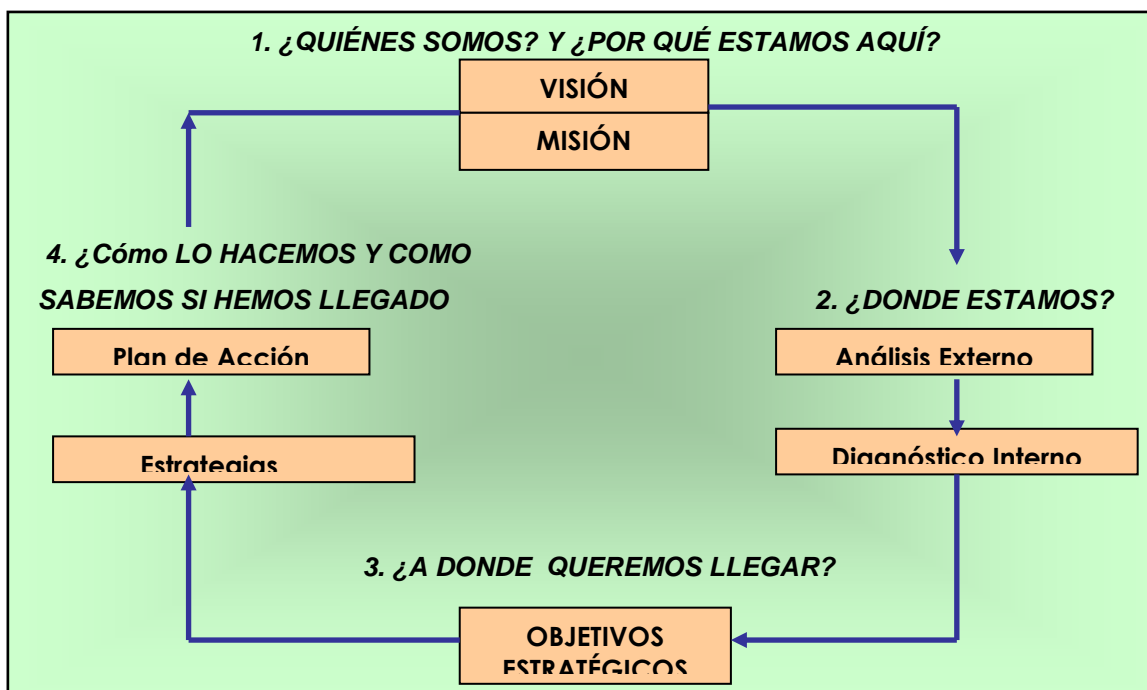 1. ¿QUIÉNES SOMOS? Y ¿POR QUÉ ESTAMOS AQUÍ?
VISIÓN
MISIÓN
4. ¿Cómo LO HACEMOS Y COMO
SABEMOS SI HEMOS LLEGADO
2. ¿DONDE ESTAMOS?
Plan de Acción
Análisis Externo
Estrategias
Diagnóstico Interno
3. ¿A DONDE QUEREMOS LLEGAR?
OBJETIVOS
ESTRATÉGICOS